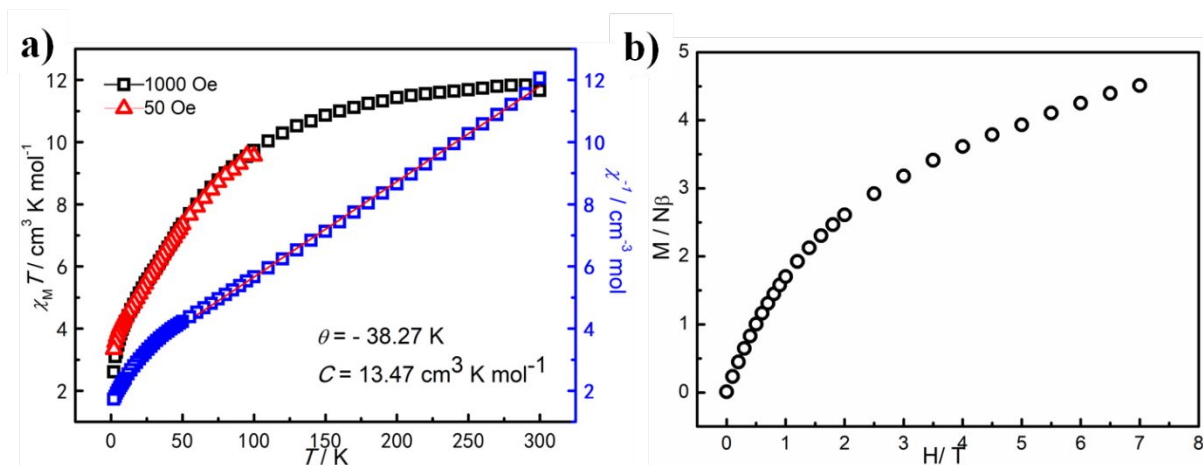 a)
1000 Oe
50 Oe
χ_M T / cm³ K mol⁻¹
12
10
8
6
4
2
12
10
8
6
4
2
χ⁻¹ / cm⁻³ mol
θ = - 38.27 K
C = 13.47 cm³ K mol⁻¹
0 50 100 150 200 250 300
T / K
b)
M / Nβ
5
4
3
2
1
0
0 1 2 3 4 5 6 7 8
H/ T